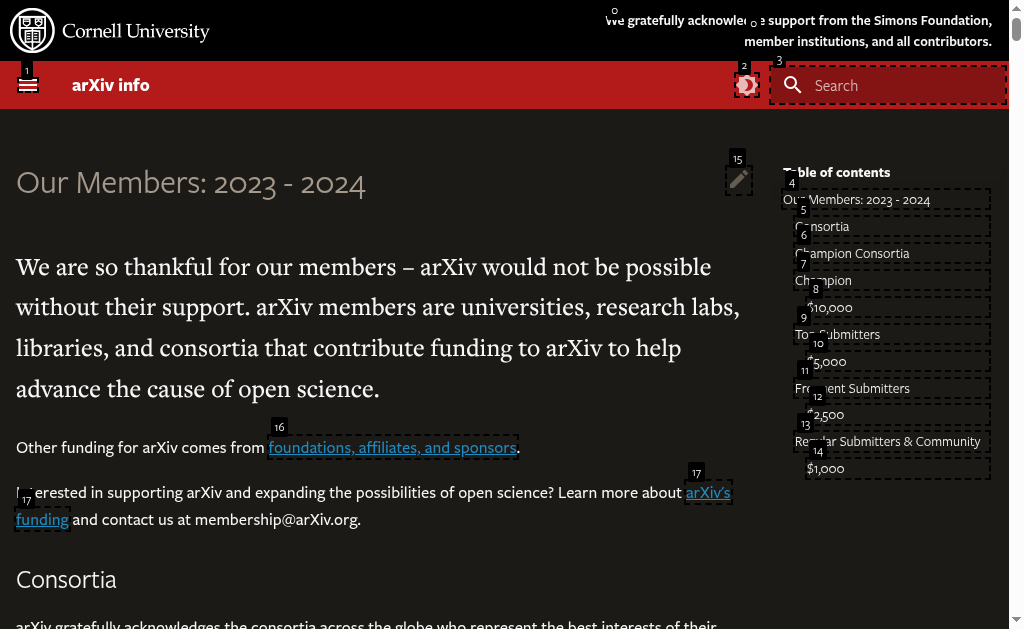 Cornell University
We gratefully acknowledge support from the Simons Foundation,
member institutions, and all contributors.
0
0
1
arXiv info
2
3
Search
15
Our Members: 2023 - 2024
Table of contents
4
Our Members: 2023 - 2024
5
Consortia
6
Champion Consortia
7
Champion
8
$10,000
9
Top Submitters
10
$5,000
11
Frequent Submitters
12
$2,500
13
Regular Submitters & Community
14
$1,000
We are so thankful for our members – arXiv would not be possible
without their support. arXiv members are universities, research labs,
libraries, and consortia that contribute funding to arXiv to help
advance the cause of open science.
16
Other funding for arXiv comes from foundations, affiliates, and sponsors.
17
Interested in supporting arXiv and expanding the possibilities of open science? Learn more about arXiv's
17
funding and contact us at membership@arXiv.org.
Consortia
arXiv gratefully acknowledges the consortia across the globe who represent the best interests of their